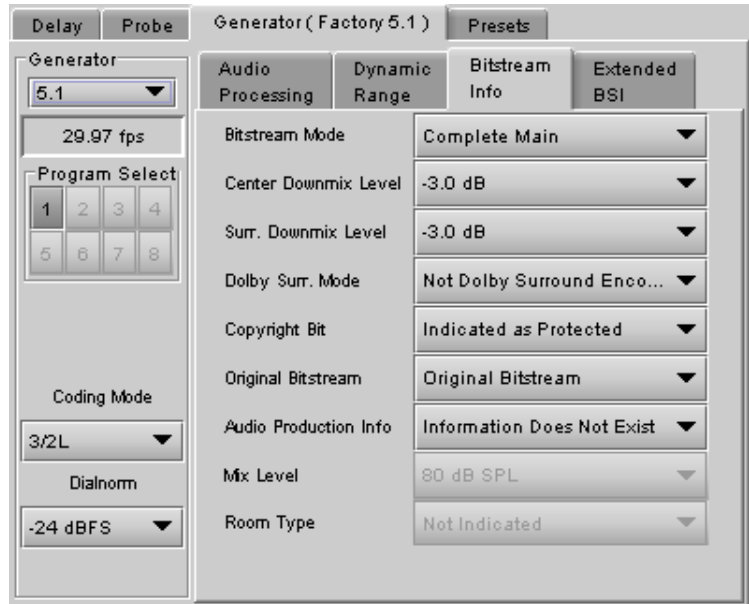 Delay Probe Generator ( Factory 5.1 ) Presets
Generator
5.1
29.97 fps
Program Select
1 2 3 4
5 6 7 8
Coding Mode
3/2L
Dialnorm
-24 dBFS
Audio Processing Dynamic Range Bitstream Info Extended BSI
Bitstream Mode Complete Main
Center Downmix Level -3.0 dB
Surr. Downmix Level -3.0 dB
Dolby Surr. Mode Not Dolby Surround Enco...
Copyright Bit Indicated as Protected
Original Bitstream Original Bitstream
Audio Production Info Information Does Not Exist
Mix Level 80 dB SPL
Room Type Not Indicated